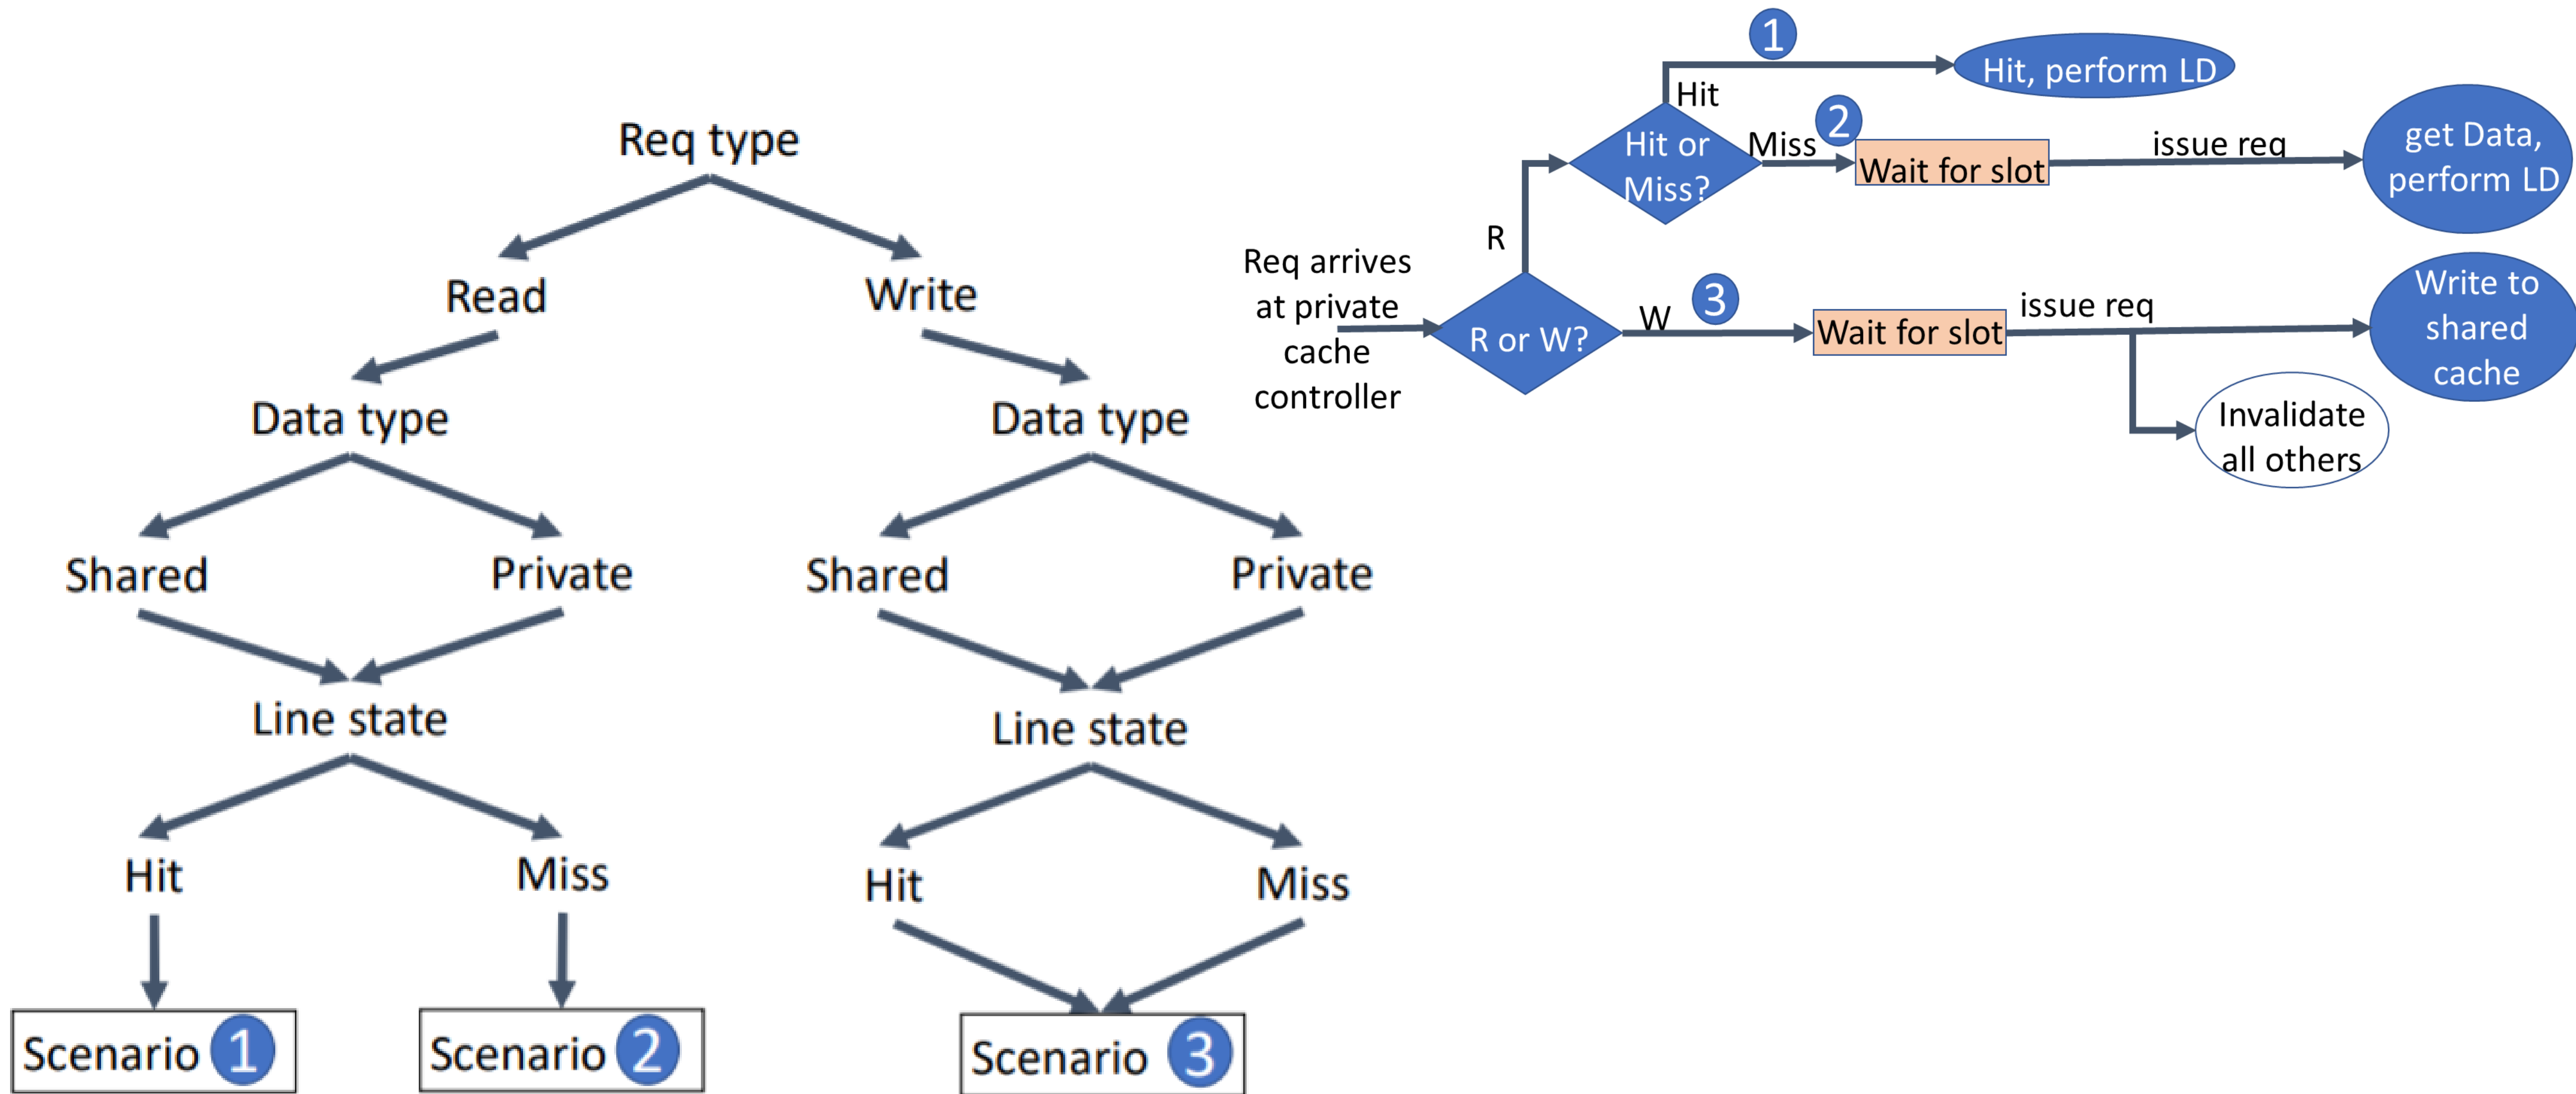 Req type
Read
Write
Data type
Data type
Shared
Private
Shared
Private
Line state
Line state
Hit
Miss
Hit
Miss
Scenario 1
Scenario 2
Scenario 3
Req arrives
at private
cache
controller
R or W?
R
W
Hit or
Miss?
Hit
1
Hit, perform LD
Miss
2
Wait for slot
issue req
get Data,
perform LD
3
Wait for slot
issue req
Write to
shared
cache
Invalidate
all others